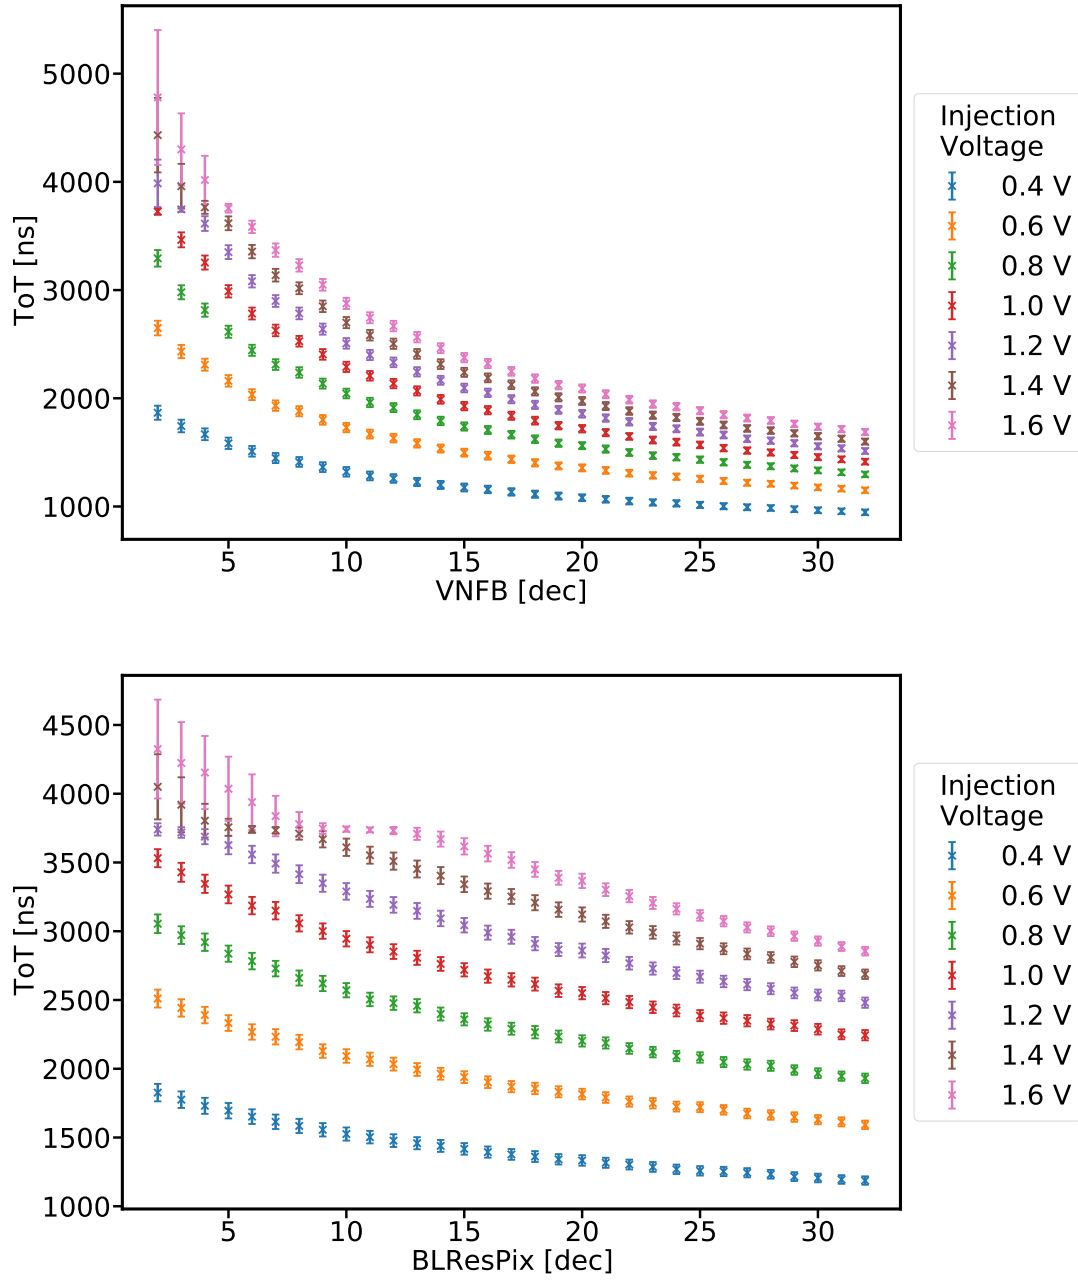 5000
4000
3000
2000
1000
ToT [ns]
5 10 15 20 25 30
VNFB [dec]
Injection
Voltage
0.4 V
0.6 V
0.8 V
1.0 V
1.2 V
1.4 V
1.6 V
4500
4000
3500
3000
2500
2000
1500
1000
ToT [ns]
5 10 15 20 25 30
BLResPix [dec]
Injection
Voltage
0.4 V
0.6 V
0.8 V
1.0 V
1.2 V
1.4 V
1.6 V